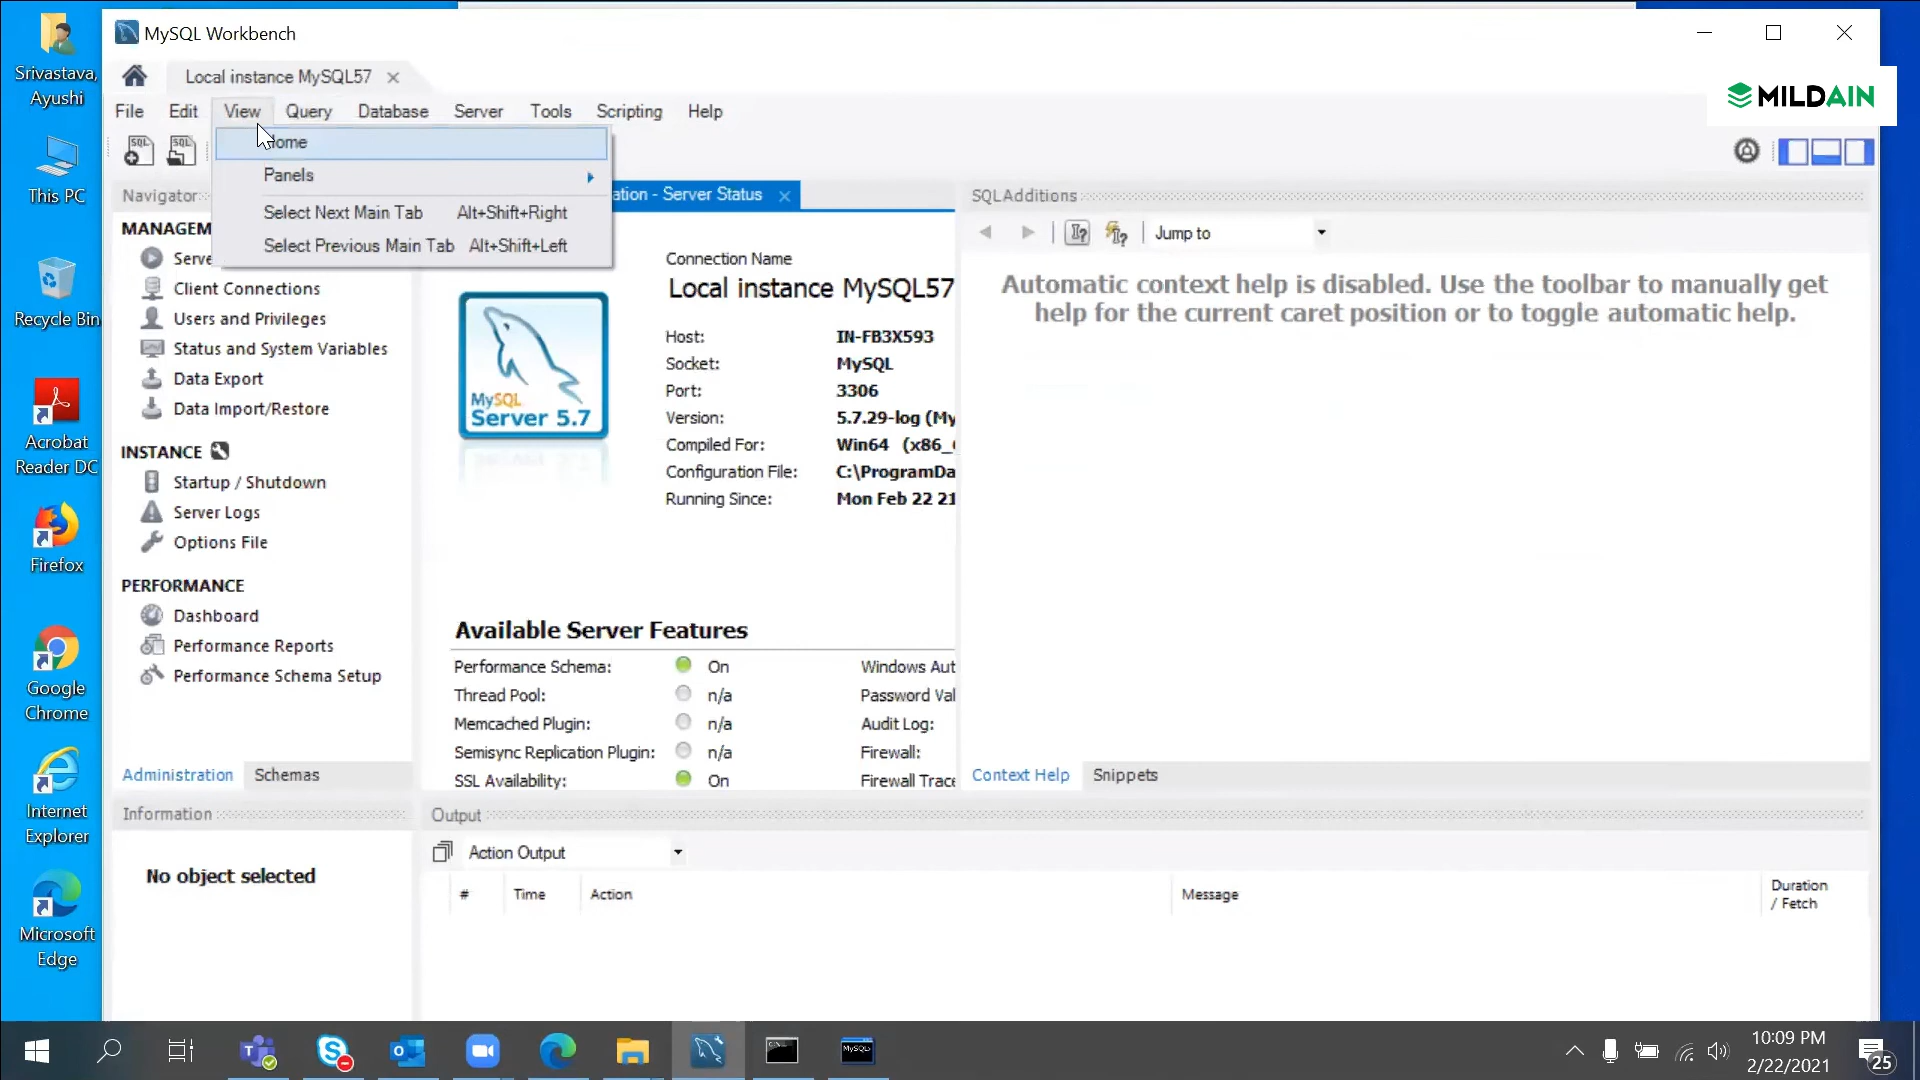 Srivastava,
Ayushi
This PC
Recycle Bin
Acrobat
Reader DC
Firefox
Google
Chrome
Internet
Explorer
Microsoft
Edge
MySQL Workbench
MILDAIN
Local instance MySQL57
File Edit View Query Database Server Tools Scripting Help
SQL SQL
Panels
Select Next Main Tab Alt+Shift+Right
Select Previous Main Tab Alt+Shift+Left
Navigator
MANAGEM
Serve
Client Connections
Users and Privileges
Status and System Variables
Data Export
Data Import/Restore
INSTANCE
Startup / Shutdown
Server Logs
Options File
PERFORMANCE
Dashboard
Performance Reports
Performance Schema Setup
Administration Schemas
Information
No object selected
ation - Server Status
Connection Name
Local instance MySQL57
MySQL
Server 5.7
Host: IN-FB3X593
Socket: MySQL
Port: 3306
Version: 5.7.29-log (My
Compiled For: Win64 (x86_
Configuration File: C:\ProgramDa
Running Since: Mon Feb 22 21
Available Server Features
Performance Schema: On Windows Aut
Thread Pool: n/a Password Val
Memcached Plugin: n/a Audit Log:
Semisync Replication Plugin: n/a Firewall:
SSL Availability: On Firewall Trace
SQLAdditions
Jump to
Automatic context help is disabled. Use the toolbar to manually get
help for the current caret position or to toggle automatic help.
Context Help Snippets
Output
Action Output
# Time Action Message Duration
/ Fetch
MySQL
10:09 PM
2/22/2021
25